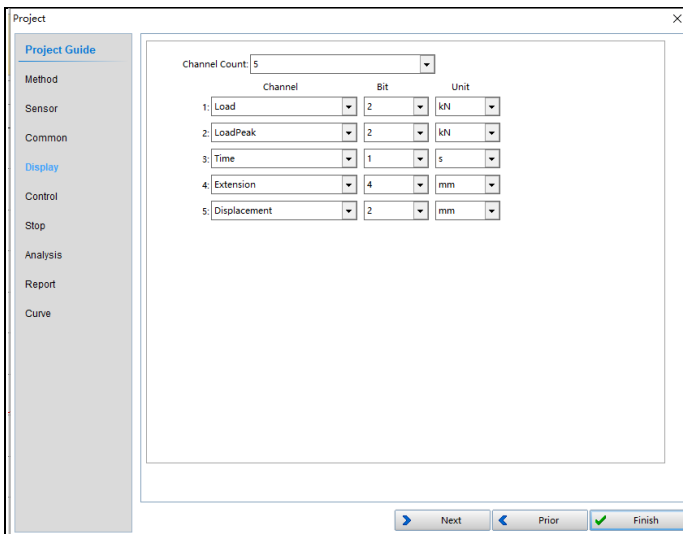 Project
Project Guide
Method
Sensor
Common
Display
Control
Stop
Analysis
Report
Curve
Channel Count: 5
Channel Bit Unit
1: Load 2 kN
2: LoadPeak 2 kN
3: Time 1 s
4: Extension 4 mm
5: Displacement 2 mm
Next Prior Finish